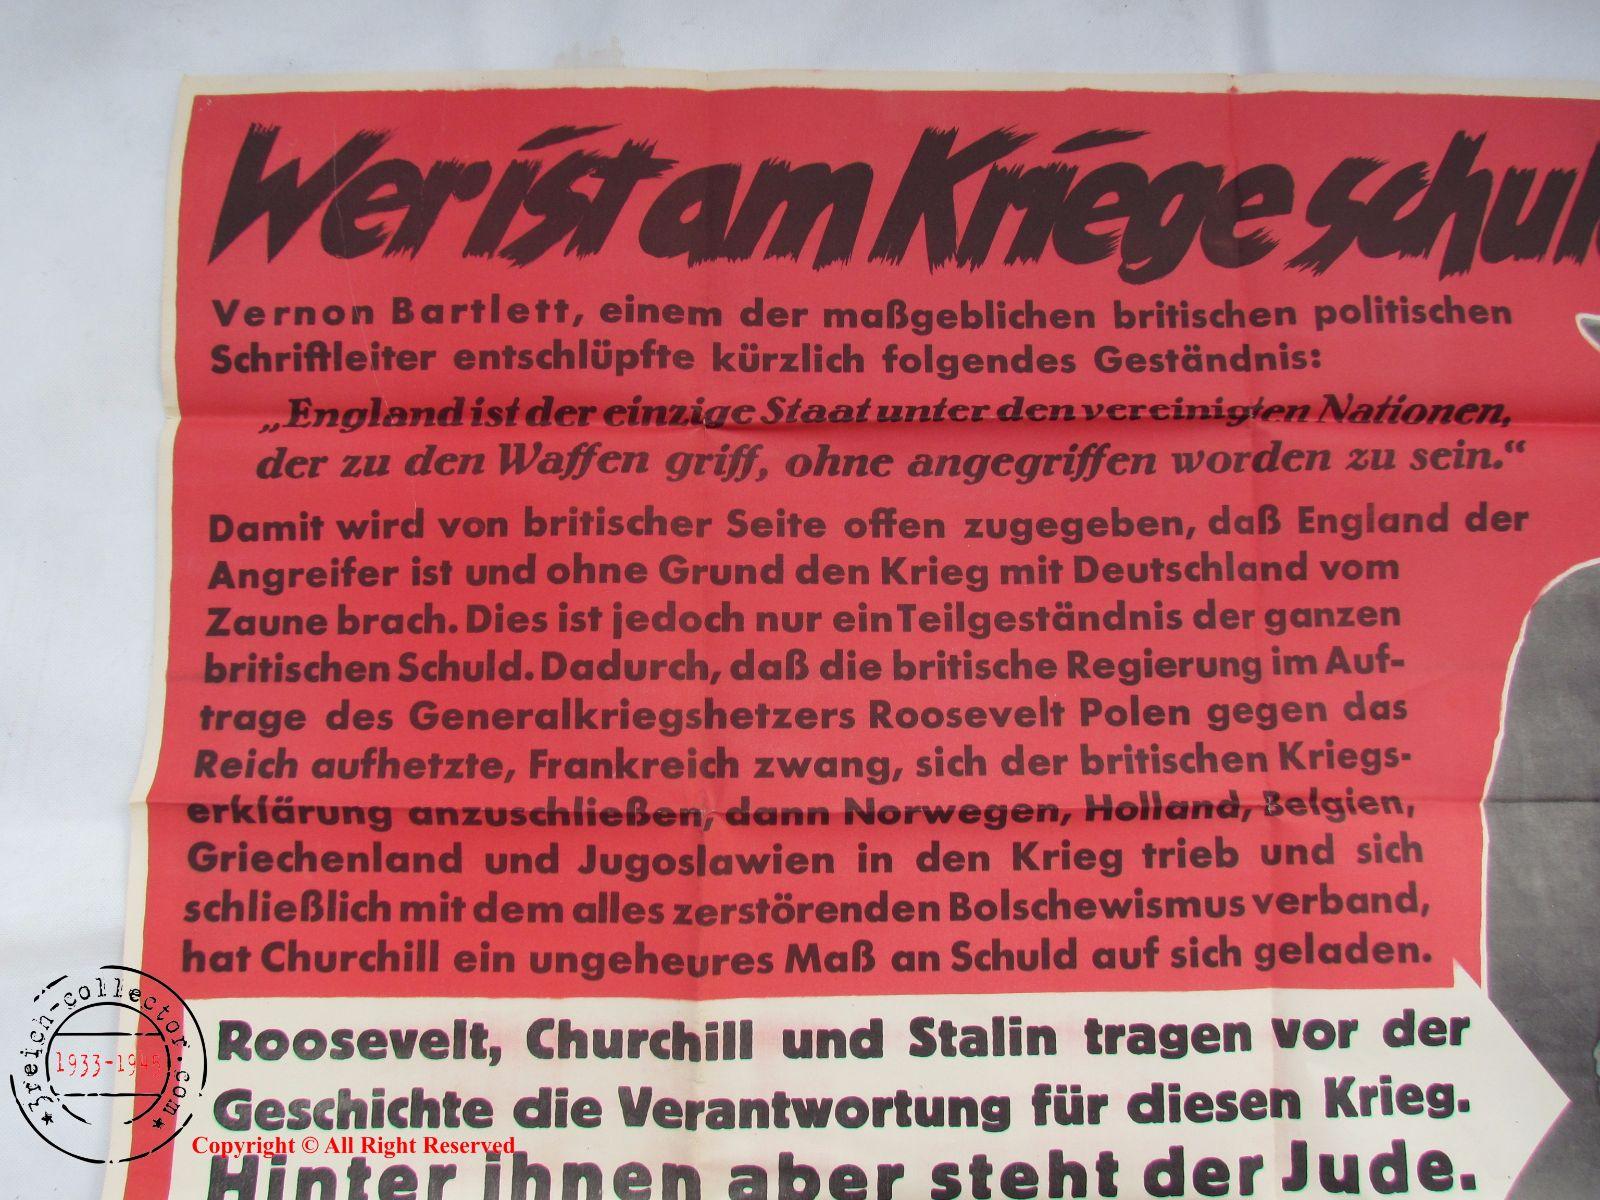 Wer ist am Kriege schul
Vernon Bartlett, einem der maßgeblichen britischen politischen
Schriftleiter entschlüpfte kürzlich folgendes Geständnis:
„England ist der einzige Staat unter den vereinigten Nationen,
der zu den Waffen griff, ohne angegriffen worden zu sein.“
Damit wird von britischer Seite offen zugegeben, daß England der
Angreifer ist und ohne Grund den Krieg mit Deutschland vom
Zaune brach. Dies ist jedoch nur ein Teilgeständnis der ganzen
britischen Schuld. Dadurch, daß die britische Regierung im Auf-
trage des Generalkriegshetzers Roosevelt Polen gegen das
Reich aufhetzte, Frankreich zwang, sich der britischen Kriegs-
erklärung anzuschließen, dann Norwegen, Holland, Belgien,
Griechenland und Jugoslawien in den Krieg trieb und sich
schließlich mit dem alles zerstörenden Bolschewismus verband,
hat Churchill ein ungeheures Maß an Schuld auf sich geladen.
Roosevelt, Churchill und Stalin tragen vor der
Geschichte die Verantwortung für diesen Krieg.
Hinter ihnen aber steht der Jude.
3reich-collector.com
1933-1945
Copyright © All Right Reserved